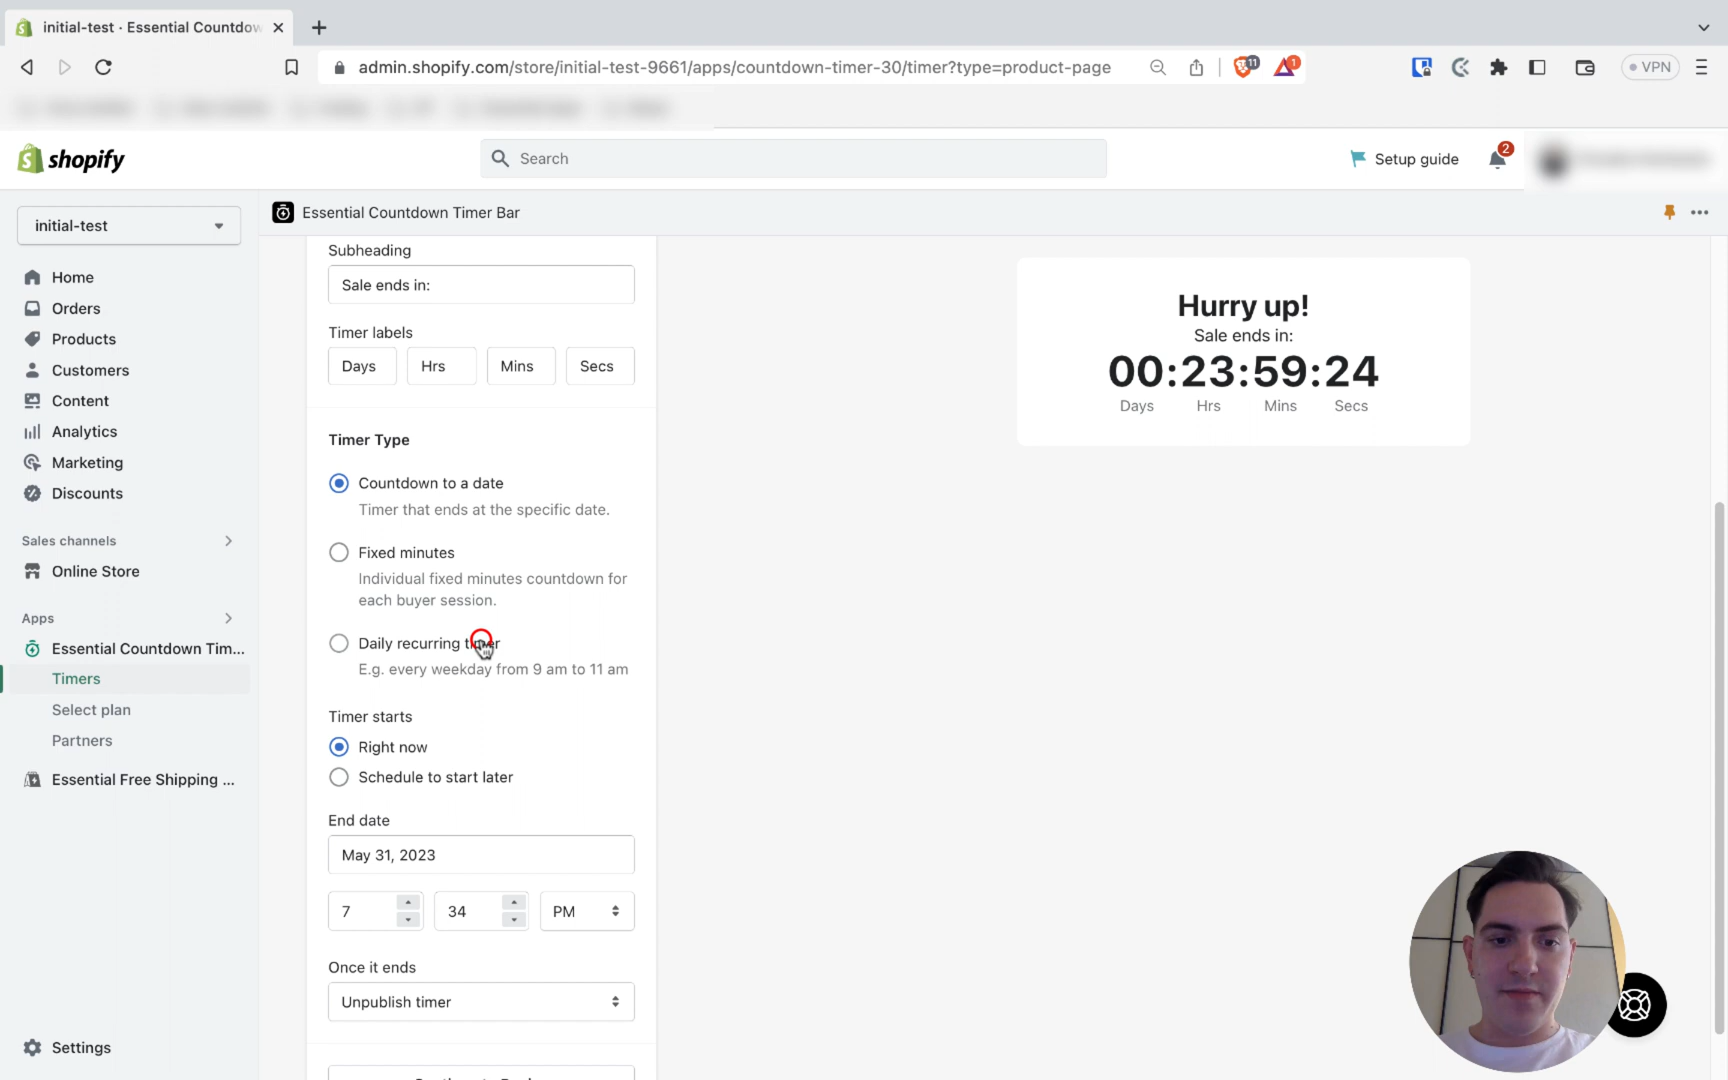 initial-test · Essential Countdow
admin.shopify.com/store/initial-test-9661/apps/countdown-timer-30/timer?type=product-page
11
1
VPN
shopify
Search
Setup guide
2
initial-test
Essential Countdown Timer Bar
Home
Orders
Products
Customers
Content
Analytics
Marketing
Discounts
Sales channels
Online Store
Apps
Essential Countdown Tim...
Timers
Select plan
Partners
Essential Free Shipping ...
Settings
Subheading
Sale ends in:
Timer labels
Days Hrs Mins Secs
Timer Type
Countdown to a date
Timer that ends at the specific date.
Fixed minutes
Individual fixed minutes countdown for
each buyer session.
Daily recurring timer
E.g. every weekday from 9 am to 11 am
Timer starts
Right now
Schedule to start later
End date
May 31, 2023
7 34 PM
Once it ends
Unpublish timer
Hurry up!
Sale ends in:
00:23:59:24
Days Hrs Mins Secs